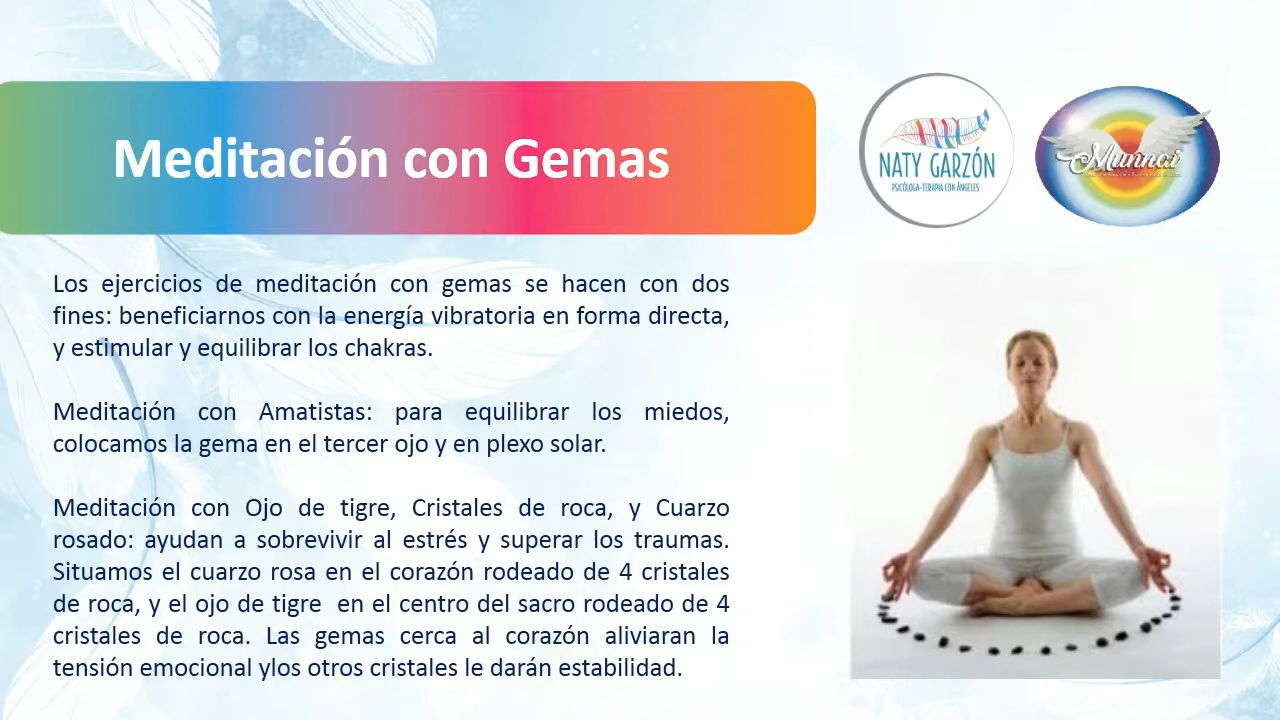 Meditación con Gemas
NATY GARZÓN
PSICÓLOGA-TERAPIA CON ÁNGELES
Munnai
Los ejercicios de meditación con gemas se hacen con dos
fines: beneficiarnos con la energía vibratoria en forma directa,
y estimular y equilibrar los chakras.
Meditación con Amatistas: para equilibrar los miedos,
colocamos la gema en el tercer ojo y en plexo solar.
Meditación con Ojo de tigre, Cristales de roca, y Cuarzo
rosado: ayudan a sobrevivir al estrés y superar los traumas.
Situamos el cuarzo rosa en el corazón rodeado de 4 cristales
de roca, y el ojo de tigre  en el centro del sacro rodeado de 4
cristales de roca. Las gemas cerca al corazón aliviaran la
tensión emocional ylos otros cristales le darán estabilidad.